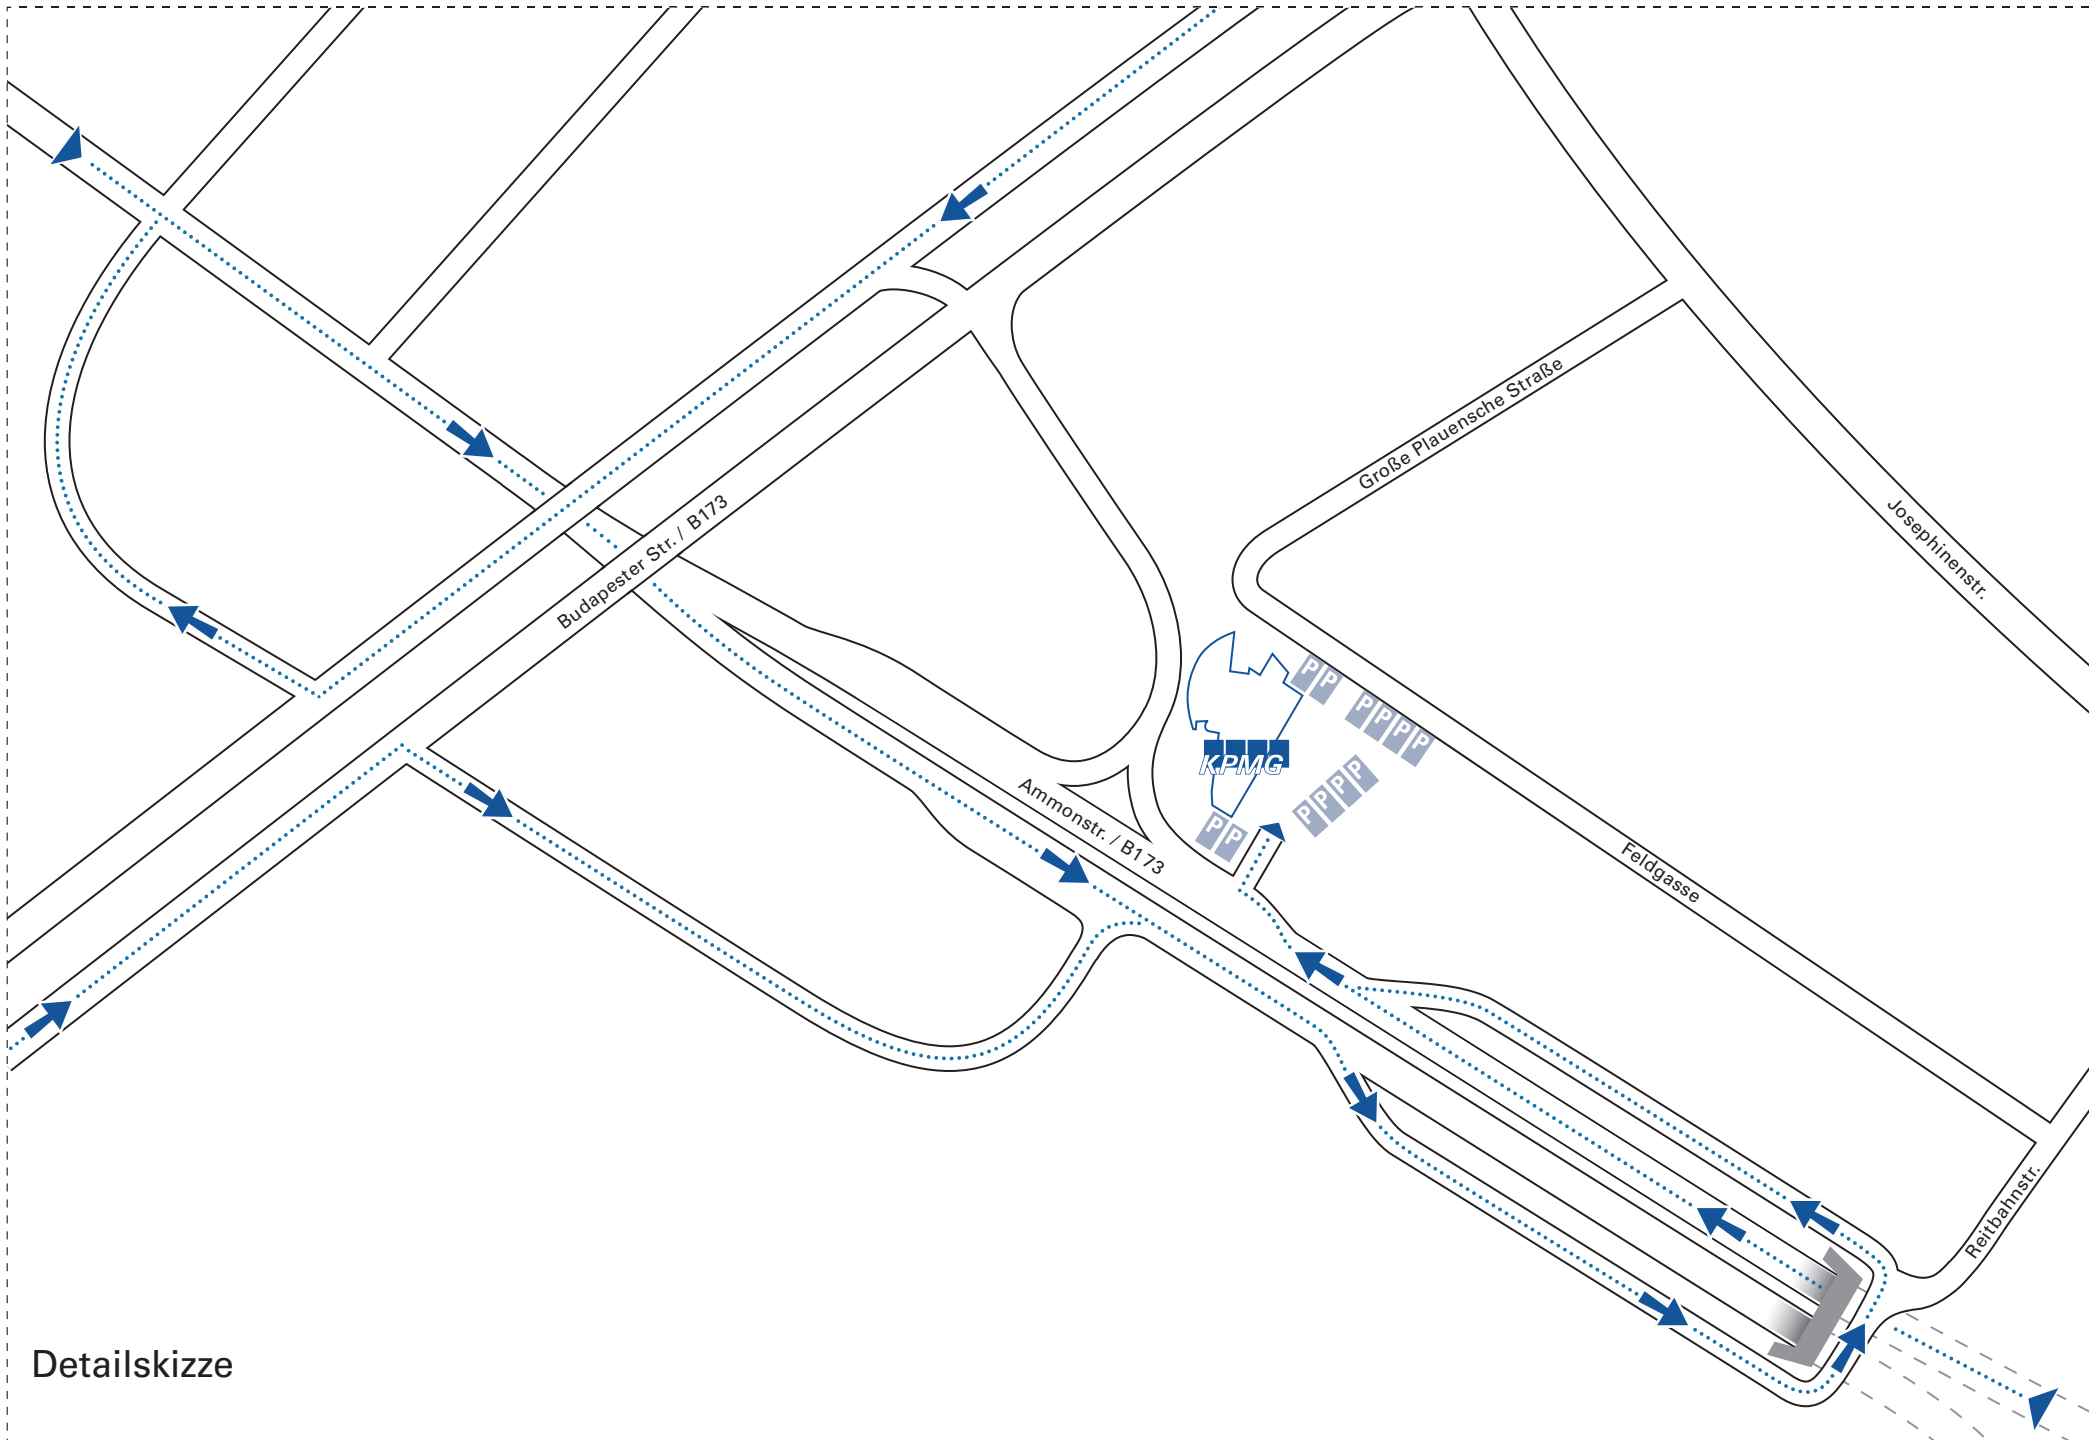 Große Plauensche Straße
Josephinenstr.
Budapester Str. / B173
P P
P P P P
KPMG
P P P P
Ammonstr. / B173
P P
Feldgasse
Reitbahnstr.
Detailskizze